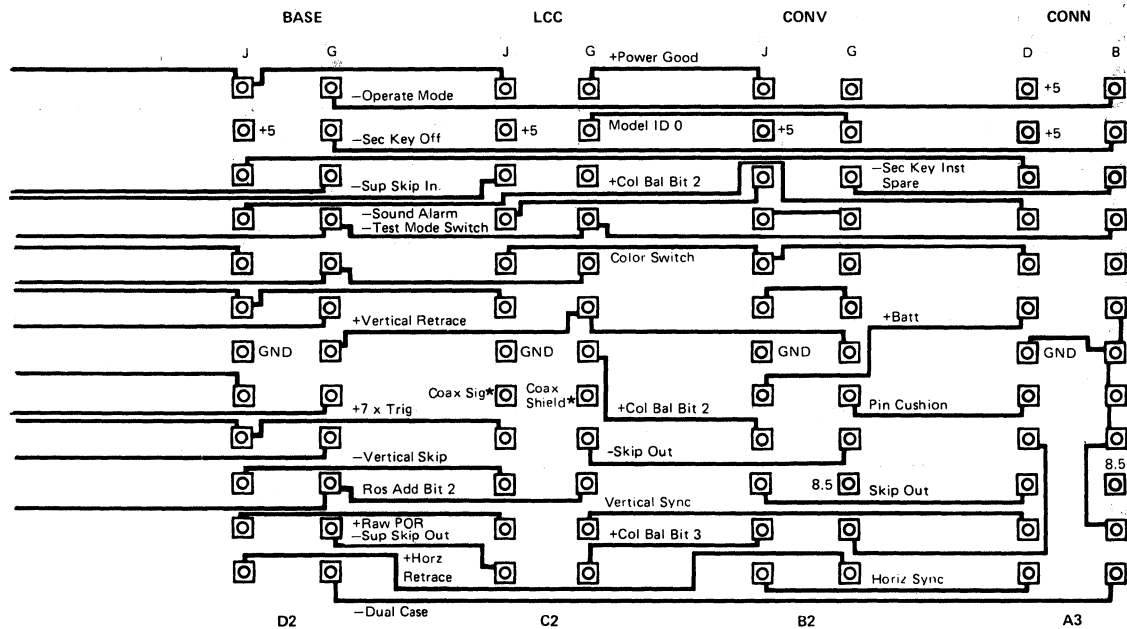 BASE LCC CONV CONN
J G J G J G D B
+Power Good
−Operate Mode
+5
+5 −Sec Key Off +5 Model ID 0 +5 +5
−Sup Skip In. +Col Bal Bit 2 −Sec Key Inst
Spare
−Sound Alarm
−Test Mode Switch
Color Switch
+Vertical Retrace +Batt
GND GND GND GND
Coax Sig* Coax
Shield*
+7 x Trig +Col Bal Bit 2 Pin Cushion
−Vertical Skip -Skip Out
8.5
Ros Add Bit 2 8.5 Skip Out
Vertical Sync
+Raw POR
−Sup Skip Out +Col Bal Bit 3
+Horz
Retrace Horiz Sync
−Dual Case
D2 C2 B2 A3